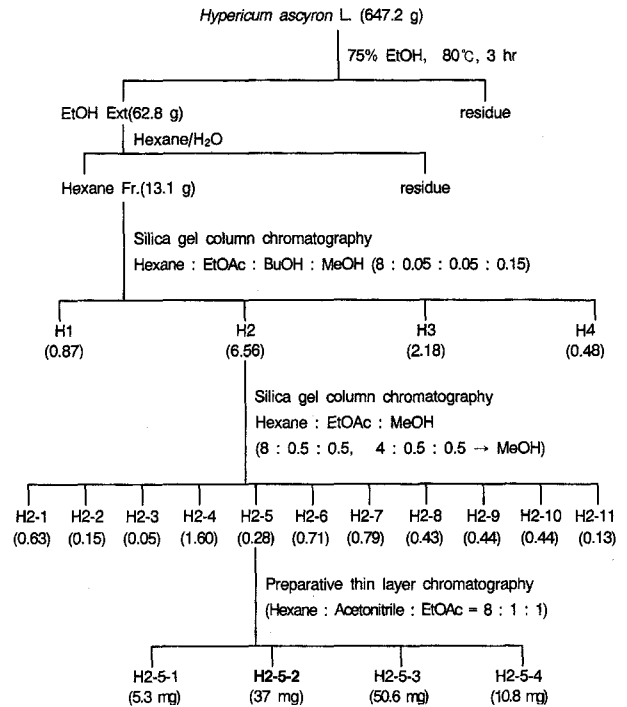 Hypericum ascyron L. (647.2 g)
75% EtOH, 80℃, 3 hr
EtOH Ext(62.8 g) residue
Hexane/H₂O
Hexane Fr.(13.1 g) residue
Silica gel column chromatography
Hexane : EtOAc : BuOH : MeOH (8 : 0.05 : 0.05 : 0.15)
H1 H2 H3 H4
(0.87) (6.56) (2.18) (0.48)
Silica gel column chromatography
Hexane : EtOAc : MeOH
(8 : 0.5 : 0.5, 4 : 0.5 : 0.5 → MeOH)
H2-1 H2-2 H2-3 H2-4 H2-5 H2-6 H2-7 H2-8 H2-9 H2-10 H2-11
(0.63) (0.15) (0.05) (1.60) (0.28) (0.71) (0.79) (0.43) (0.44) (0.44) (0.13)
Preparative thin layer chromatography
(Hexane : Acetonitrile : EtOAc = 8 : 1 : 1)
H2-5-1 H2-5-2 H2-5-3 H2-5-4
(5.3 mg) (37 mg) (50.6 mg) (10.8 mg)